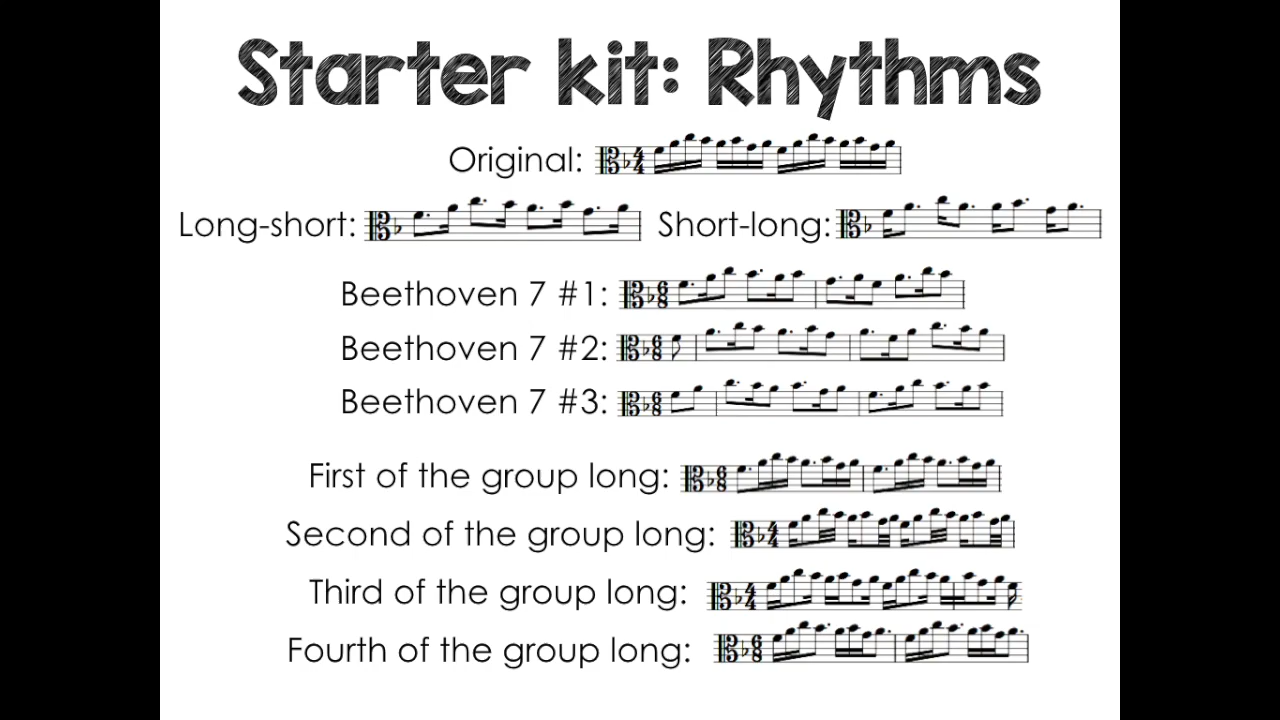 Starter kit: Rhythms
Original:
Long-short: Short-long:
Beethoven 7 #1:
Beethoven 7 #2:
Beethoven 7 #3:
First of the group long:
Second of the group long:
Third of the group long:
Fourth of the group long: